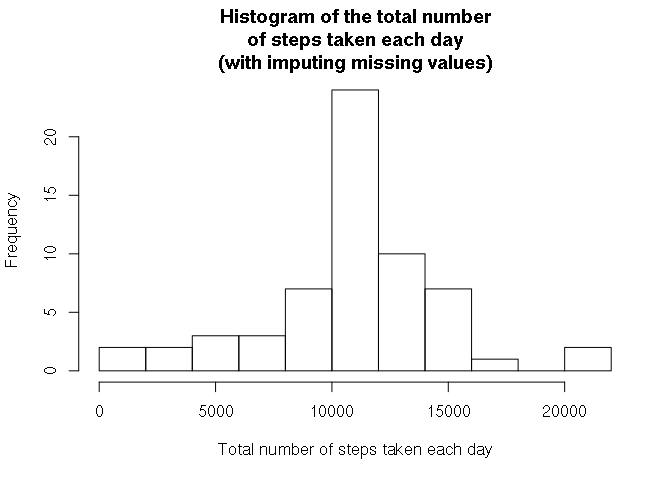 Histogram of the total number
of steps taken each day
(with imputing missing values)
20
15
10
5
0
Frequency
0 5000 10000 15000 20000
Total number of steps taken each day